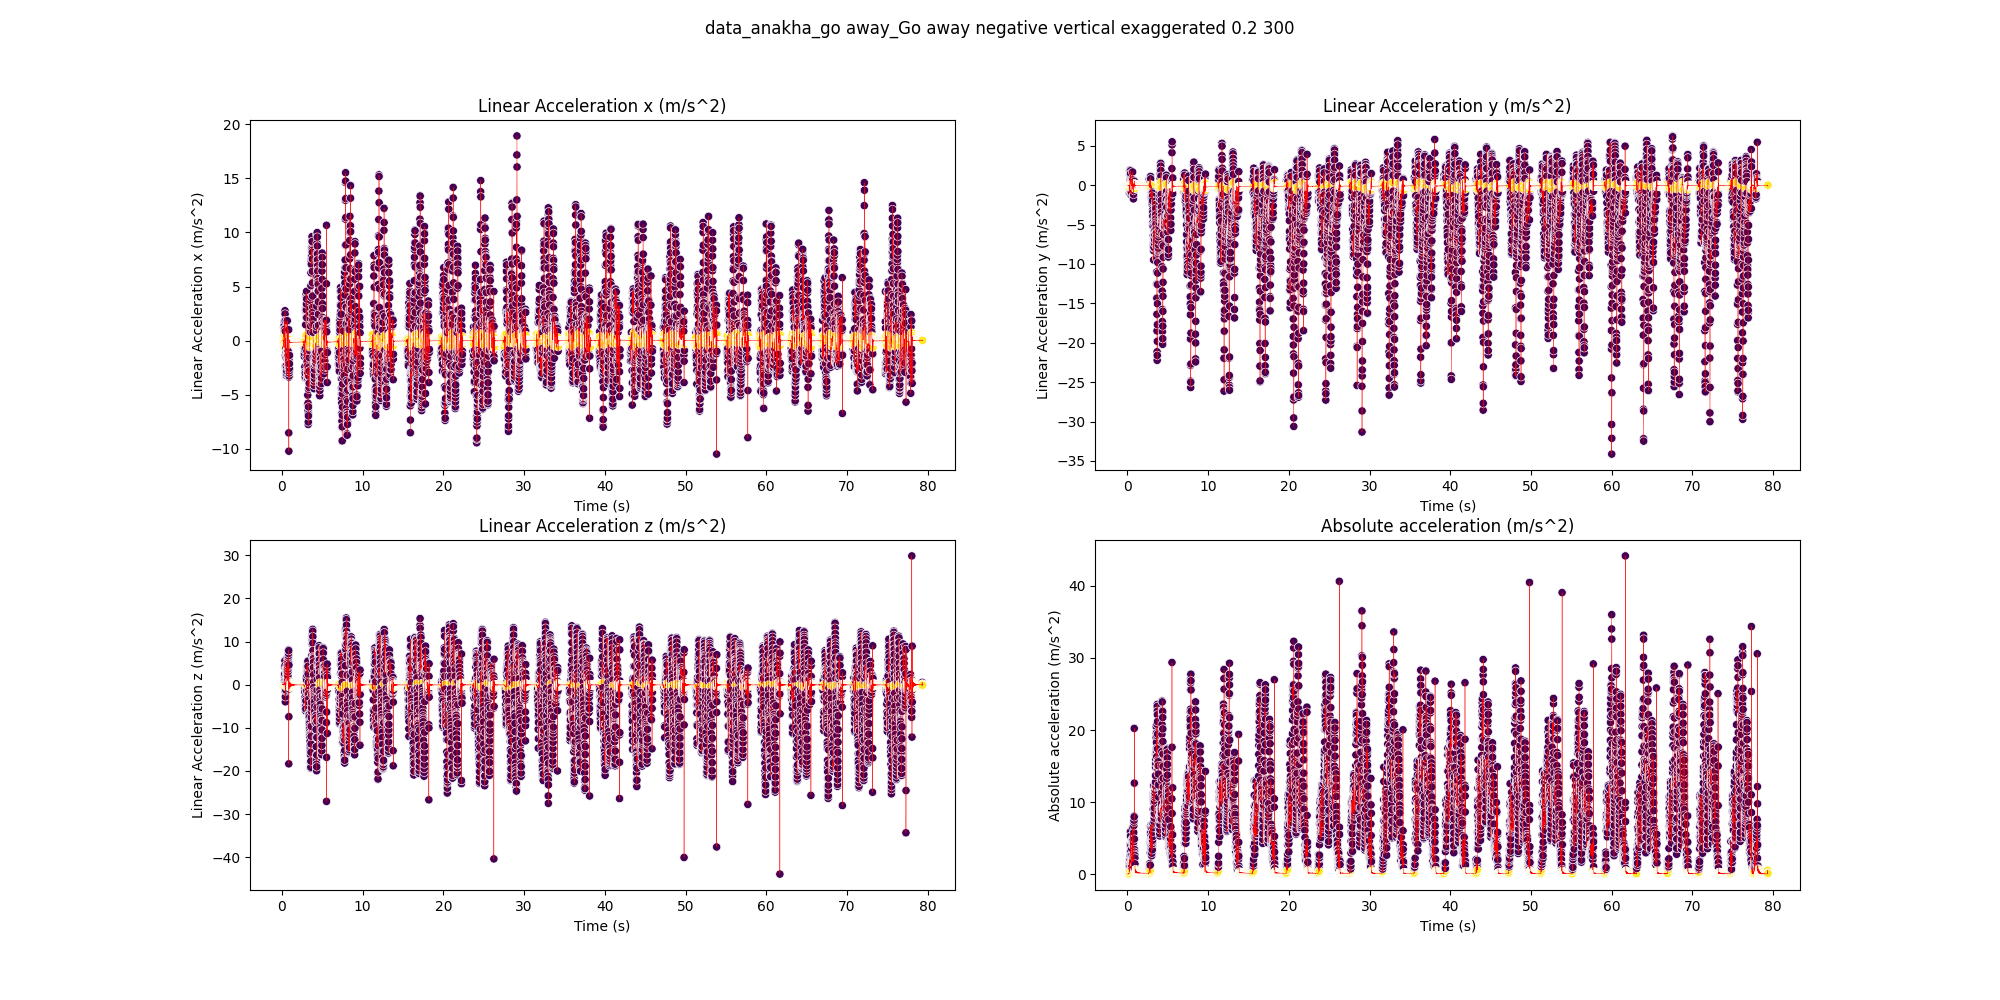 data_anakha_go away_Go away negative vertical exaggerated 0.2 300
Linear Acceleration x (m/s^2)
Linear Acceleration x (m/s^2)
20
15
10
5
0
−5
−10
0 10 20 30 40 50 60 70 80
Time (s)
Linear Acceleration y (m/s^2)
Linear Acceleration y (m/s^2)
5
0
−5
−10
−15
−20
−25
−30
−35
0 10 20 30 40 50 60 70 80
Time (s)
Linear Acceleration z (m/s^2)
Linear Acceleration z (m/s^2)
30
20
10
0
−10
−20
−30
−40
0 10 20 30 40 50 60 70 80
Time (s)
Absolute acceleration (m/s^2)
Absolute acceleration (m/s^2)
40
30
20
10
0
0 10 20 30 40 50 60 70 80
Time (s)